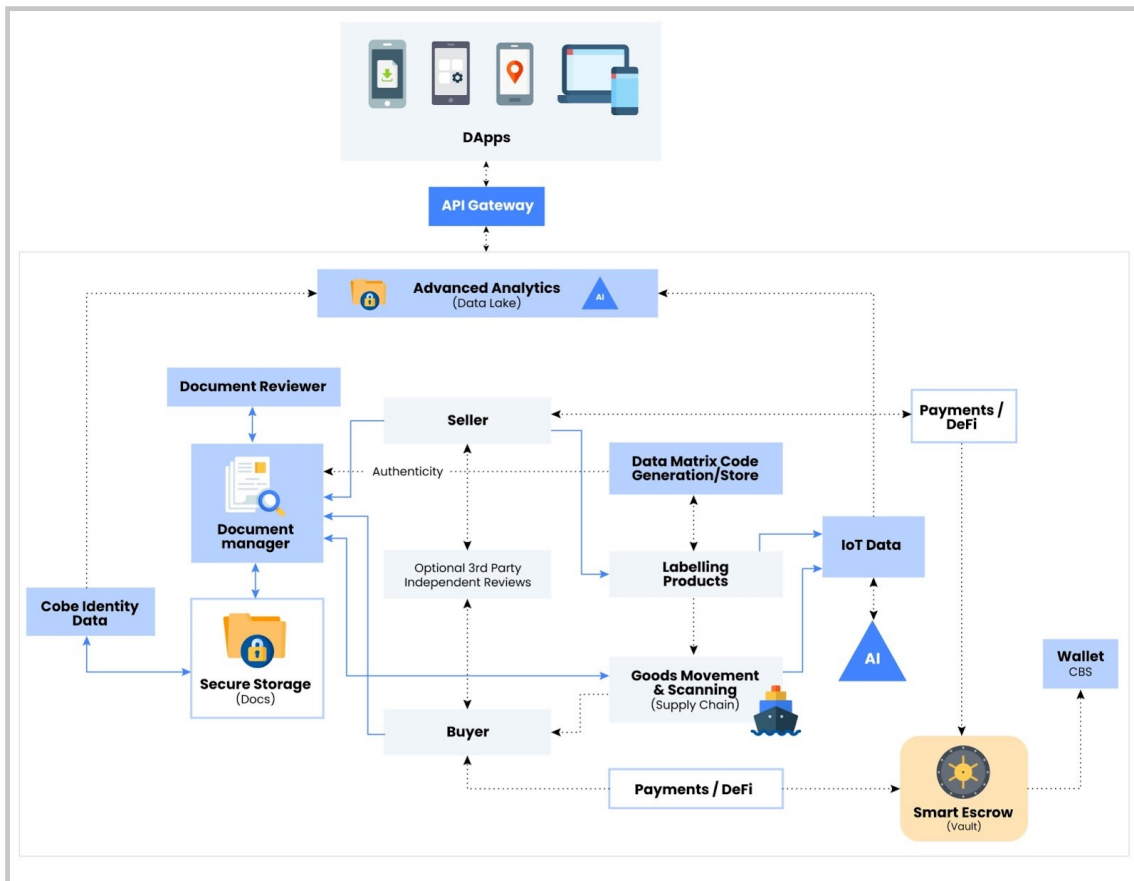 DApps
API Gateway
Advanced Analytics
(Data Lake)
AI
Document Reviewer
Seller
Payments /
DeFi
Authenticity
Data Matrix Code
Generation/Store
Document
manager
IoT Data
Optional 3rd Party
Independent Reviews
Labelling
Products
Cobe Identity
Data
Secure Storage
(Docs)
AI
Goods Movement
& Scanning
(Supply Chain)
Wallet
CBS
Buyer
Payments / DeFi
Smart Escrow
(Vault)